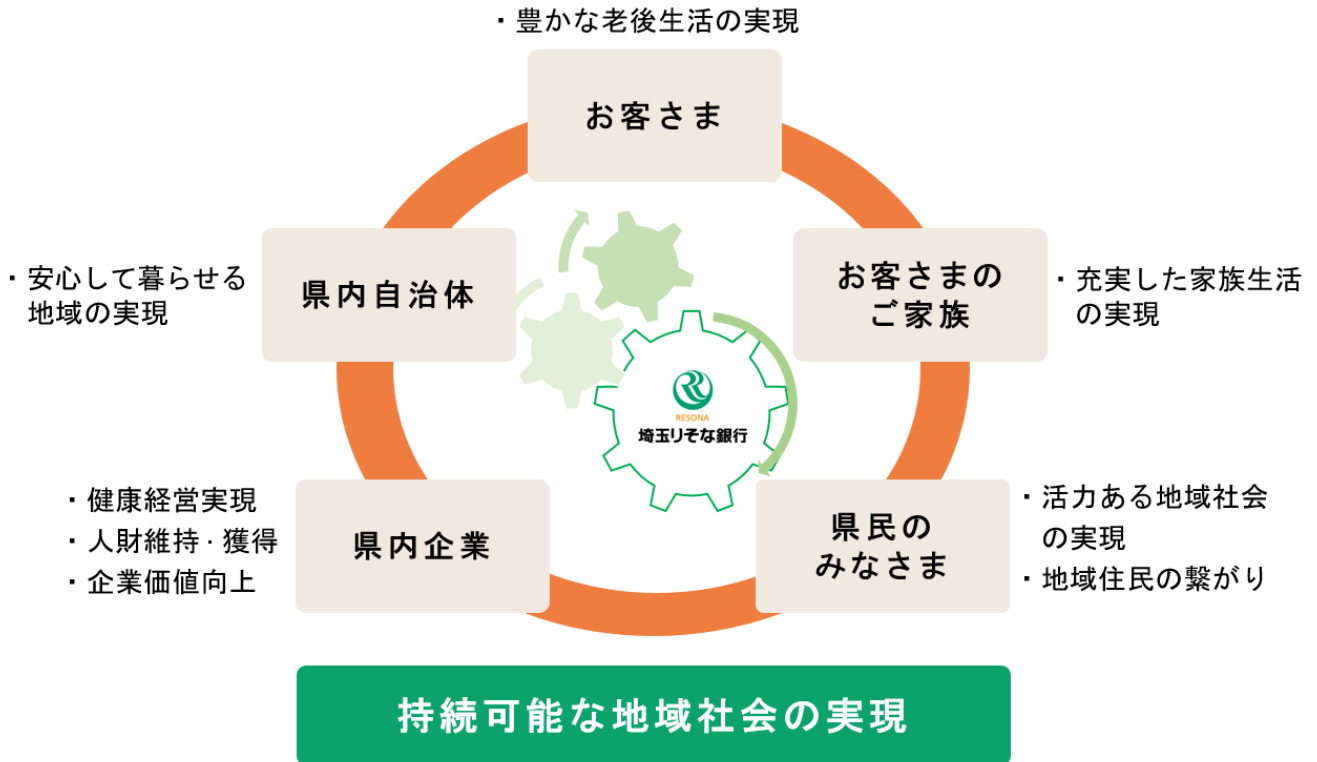 ・豊かな老後生活の実現
お客さま
県内自治体
・安心して暮らせる
地域の実現
お客さまの
ご家族
・充実した家族生活
の実現
RESONA
埼玉りそな銀行
・健康経営実現
・人財維持・獲得
・企業価値向上
県内企業
県民の
みなさま
・活力ある地域社会
の実現
・地域住民の繋がり
持続可能な地域社会の実現